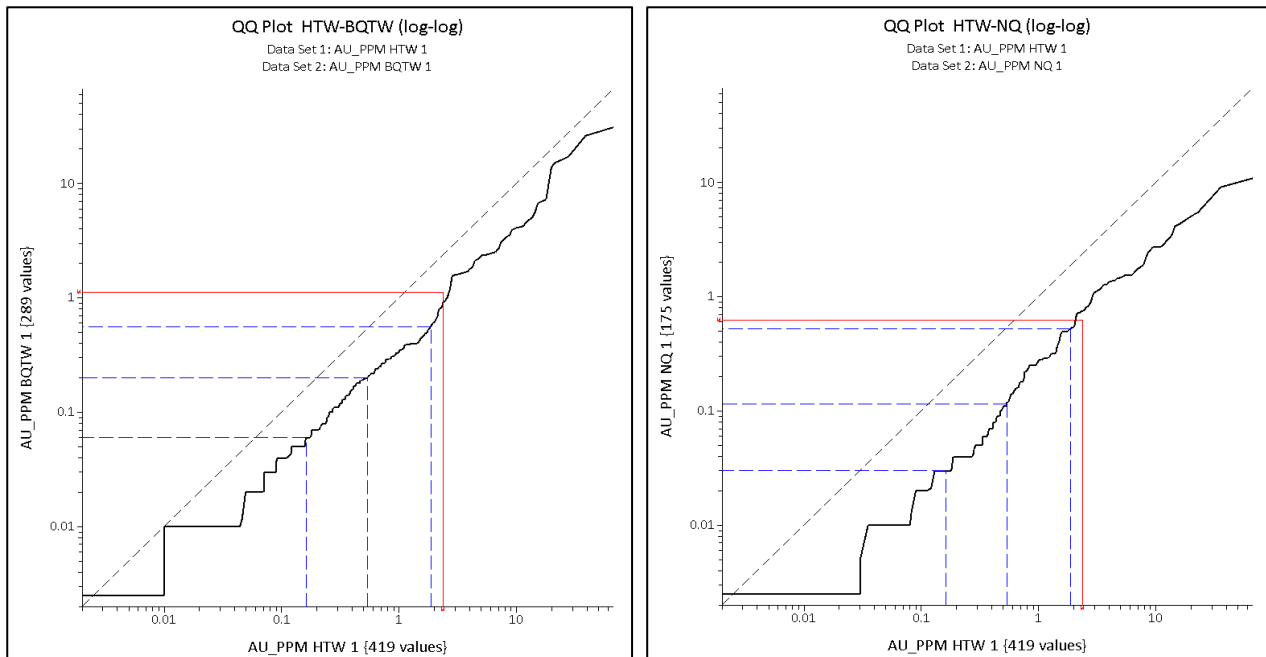 QQ Plot  HTW-BQTW (log-log)
Data Set 1: AU_PPM HTW 1
Data Set 2: AU_PPM BQTW 1
AU_PPM BQTW 1 {289 values}
10
1
0.1
0.01
0.01
0.1
1
10
AU_PPM HTW 1 {419 values}
QQ Plot  HTW-NQ (log-log)
Data Set 1: AU_PPM HTW 1
Data Set 2: AU_PPM NQ 1
AU_PPM NQ 1 {175 values}
10
1
0.1
0.01
0.01
0.1
1
10
AU_PPM HTW 1 {419 values}